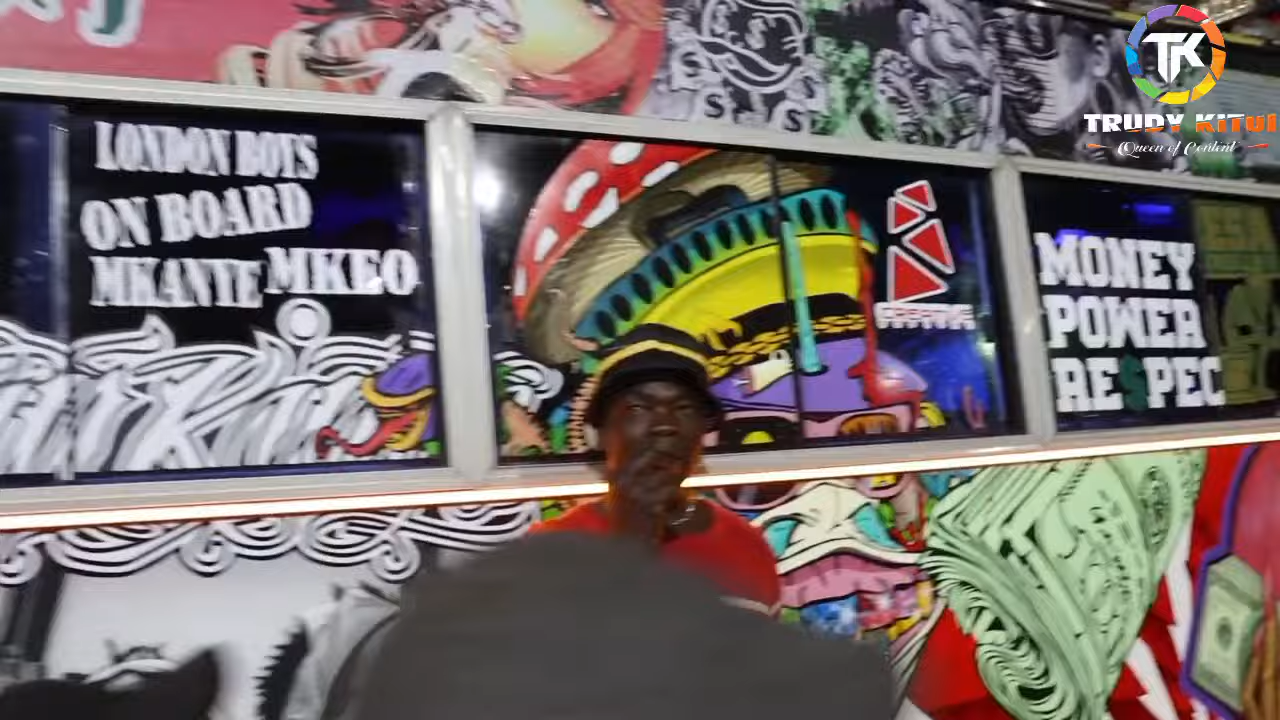 TK
TRUDY KITUI
Queen of Content
LONDON BOYS
ON BOARD
MKANYE MKEO
MONEY
POWER
RE$PEC